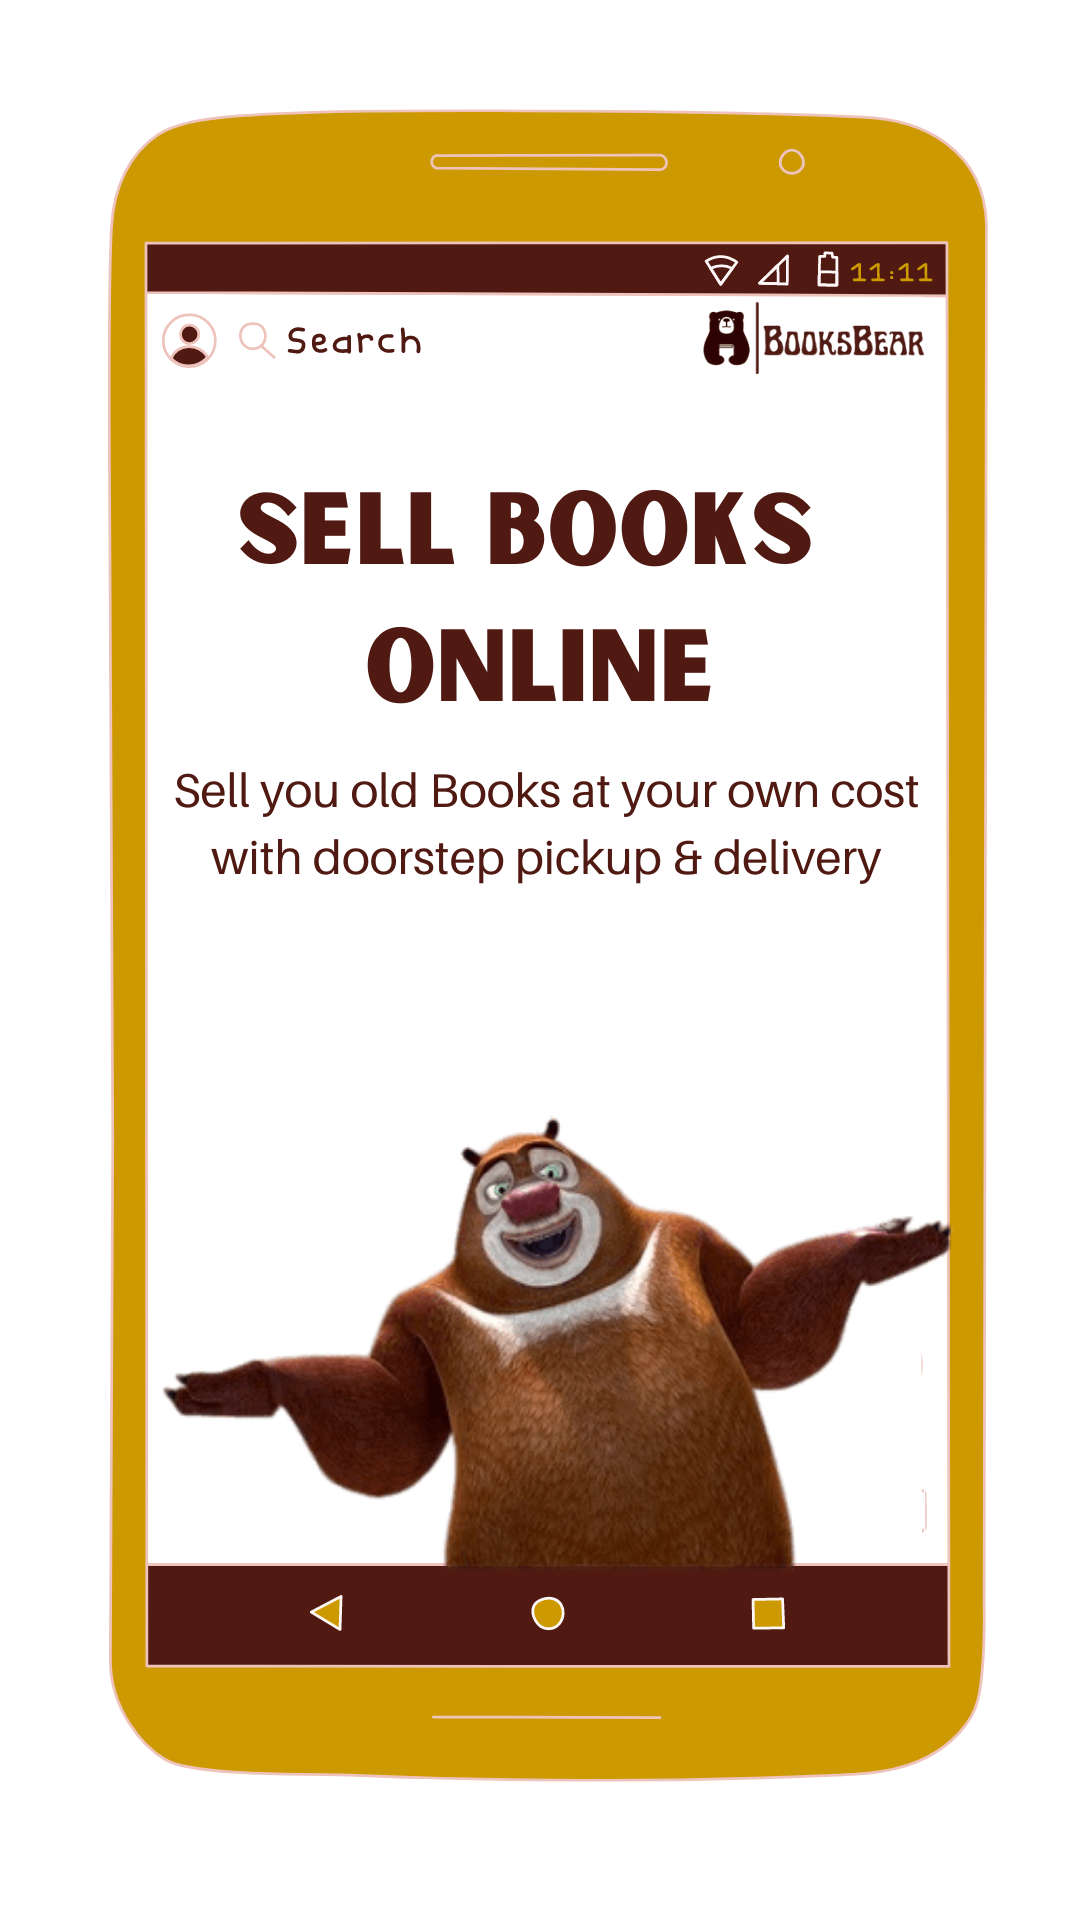 11:11
Search
BOOKSBEAR
SELL BOOKS
ONLINE
Sell you old Books at your own cost
with doorstep pickup & delivery